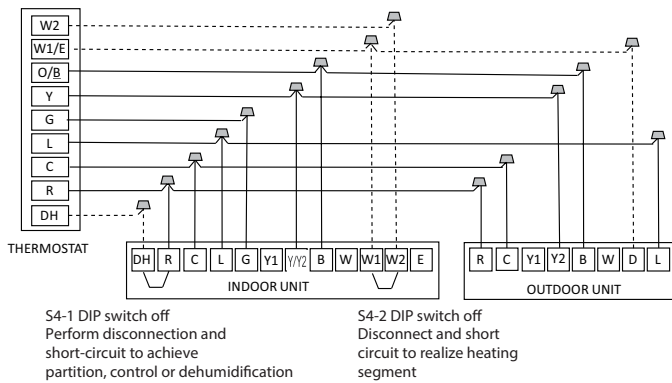 W2
W1/E
O/B
Y
G
L
C
R
DH
THERMOSTAT
DH R C L G Y1 Y/Y2 B W W1 W2 E
INDOOR UNIT
R C Y1 Y2 B W D L
OUTDOOR UNIT
S4-1 DIP switch off
Perform disconnection and
short-circuit to achieve
partition, control or dehumidification
S4-2 DIP switch off
Disconnect and short
circuit to realize heating
segment